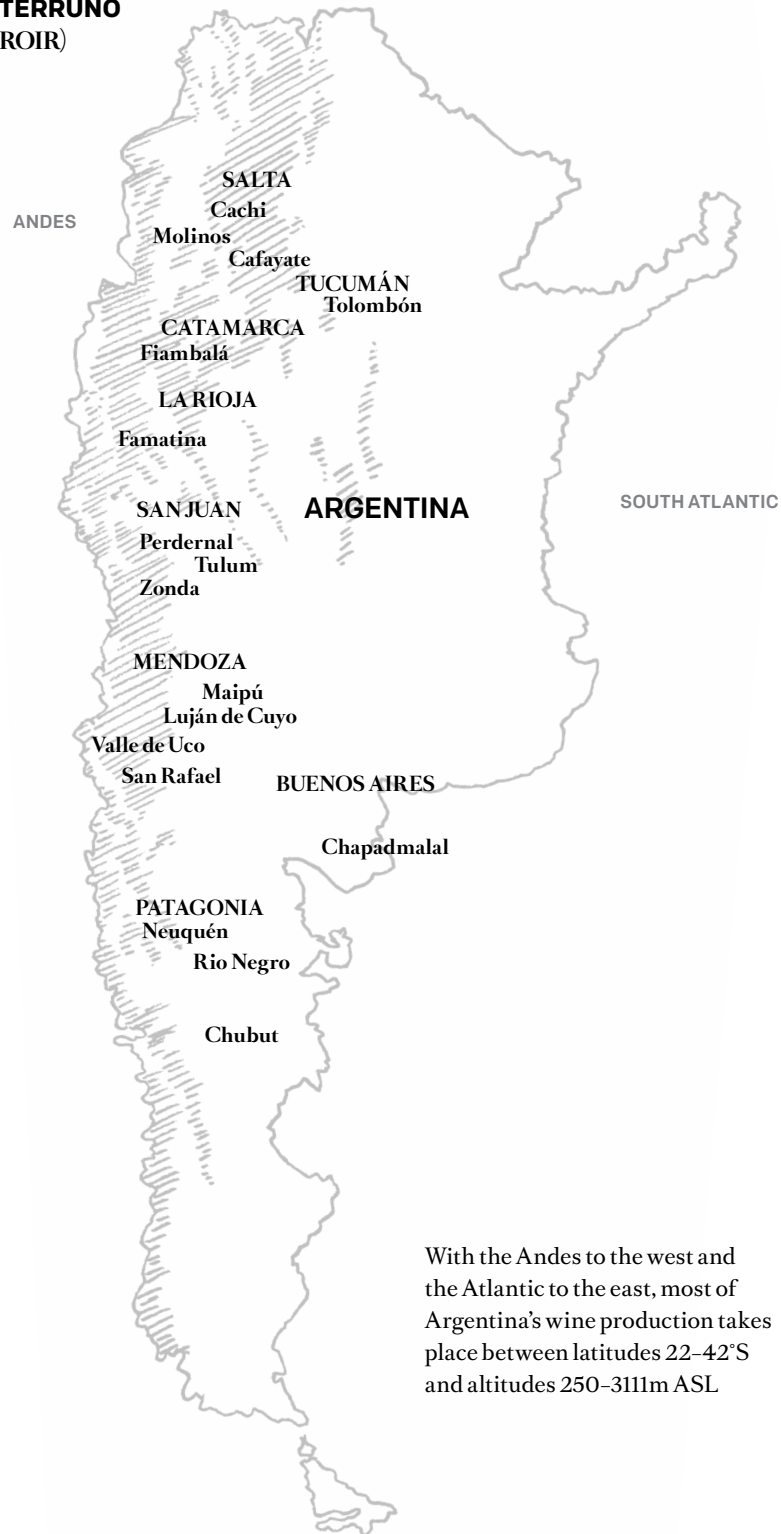 TERRUÑO
ROIR)
ANDES
SALTA
Cachi
Molinos
Cafayate
TUCUMÁN
Tolombón
CATAMARCA
Fiambalá
LA RIOJA
Famatina
SAN JUAN
ARGENTINA
SOUTH ATLANTIC
Perdernal
Tulum
Zonda
MENDOZA
Maipú
Luján de Cuyo
Valle de Uco
San Rafael
BUENOS AIRES
Chapadmalal
PATAGONIA
Neuquén
Rio Negro
Chubut
With the Andes to the west and
the Atlantic to the east, most of
Argentina's wine production takes
place between latitudes 22–42°S
and altitudes 250–3111m ASL